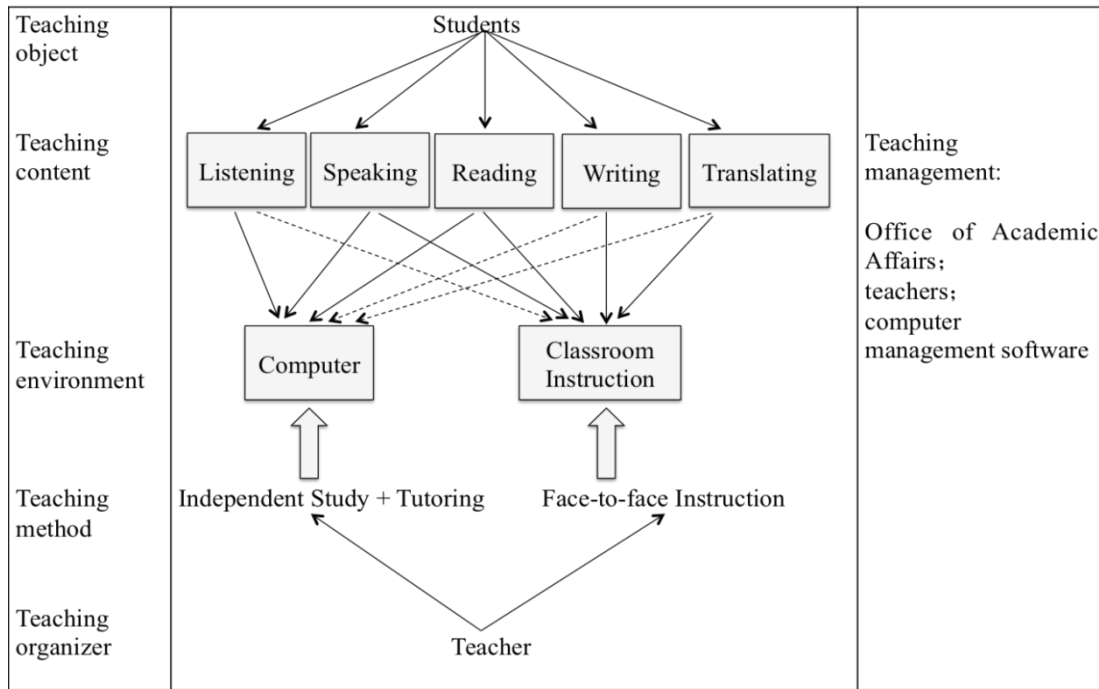 Teaching
object
Students
Teaching
content
Listening
Speaking
Reading
Writing
Translating
Teaching
management:
Office of Academic
Affairs；
teachers；
computer
management software
Teaching
environment
Computer
Classroom
Instruction
Teaching
method
Independent Study + Tutoring
Face-to-face Instruction
Teaching
organizer
Teacher